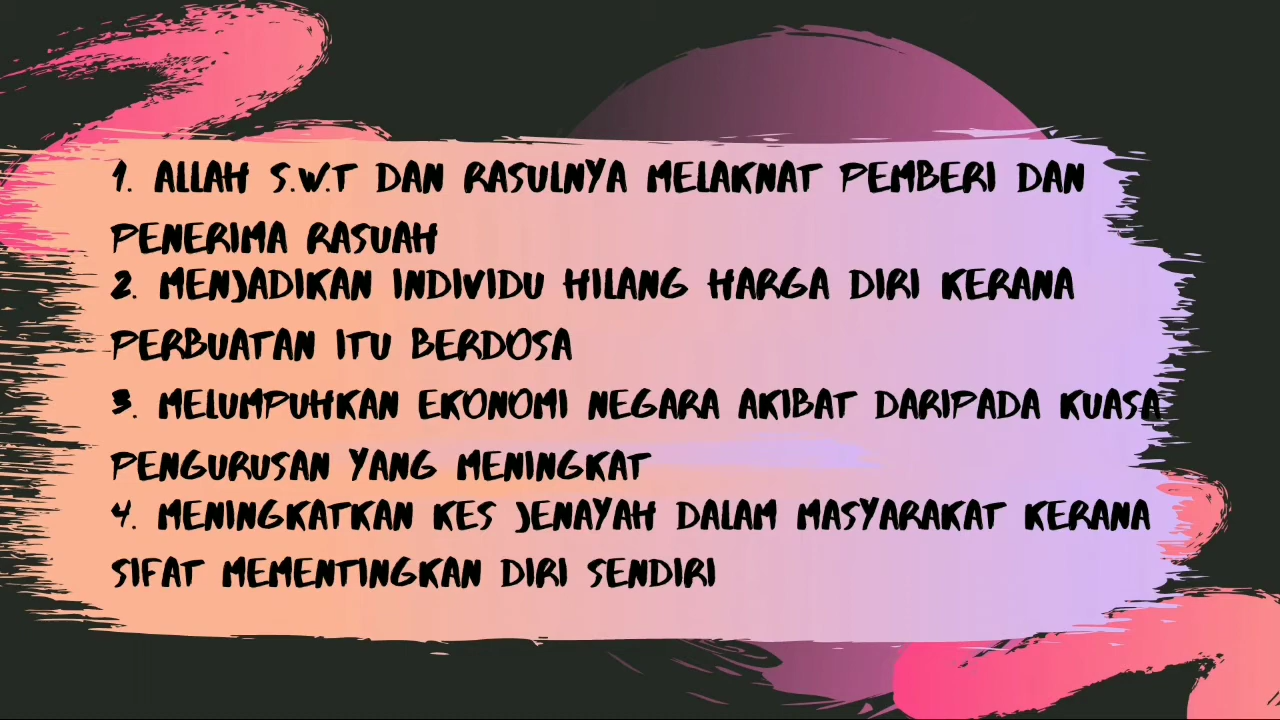 1. ALLAH S.W.T DAN RASULNYA MELAKNAT PEMBERI DAN
PENERIMA RASUAH
2. MENJADIKAN INDIVIDU HILANG HARGA DIRI KERANA
PERBUATAN ITU BERDOSA
3. MELUMPUHKAN EKONOMI NEGARA AKIBAT DARIPADA KUASA
PENGURUSAN YANG MENINGKAT
4. MENINGKATKAN KES JENAYAH DALAM MASYARAKAT KERANA
SIFAT MEMENTINGKAN DIRI SENDIRI